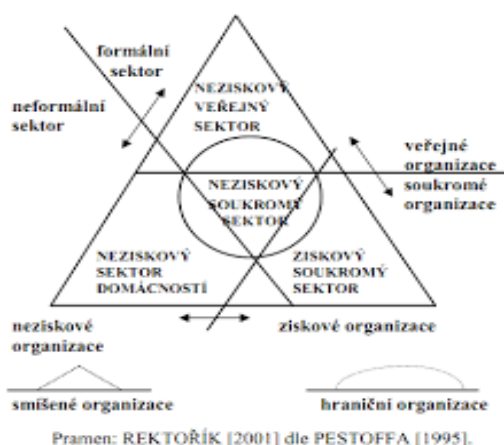 formální
sektor
neformální
sektor
NEZISKOVÝ
VEŘEJNÝ
SEKTOR
veřejné
organizace
soukromé
organizace
NEZISKOVÝ
SOUKROMÝ
SEKTOR
NEZISKOVÝ
SEKTOR
DOMÁCNOSTÍ
ZISKOVÝ
SOUKROMÝ
SEKTOR
neziskové
organizace
ziskové organizace
smíšené organizace
hraniční organizace
Pramen: REKTOŘÍK [2001] dle PESTOFFA [1995].